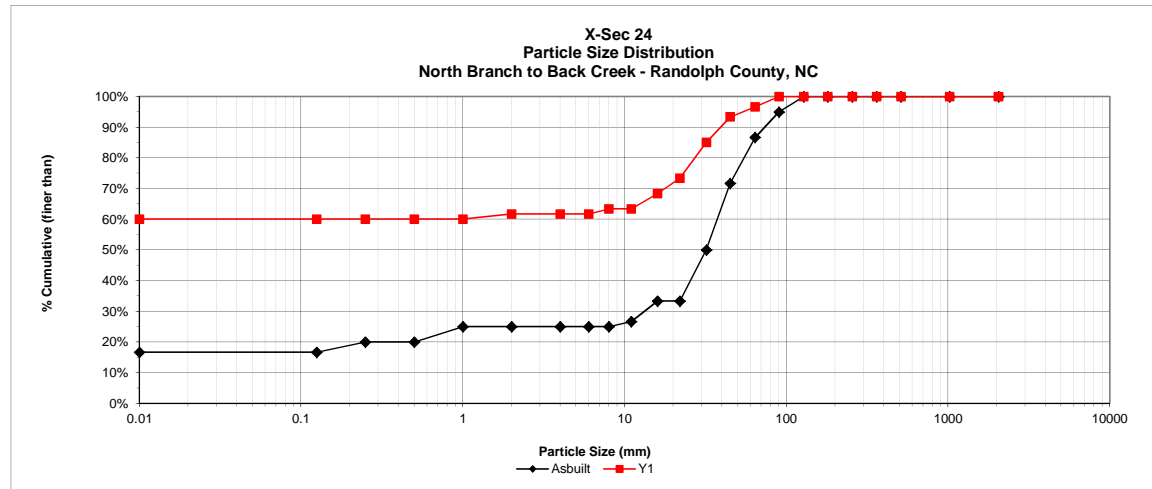 X-Sec 24
Particle Size Distribution
North Branch to Back Creek - Randolph County, NC
% Cumulative (finer than)
100%
90%
80%
70%
60%
50%
40%
30%
20%
10%
0%
0.01 0.1 1 10 100 1000 10000
Particle Size (mm)
Asbuilt Y1